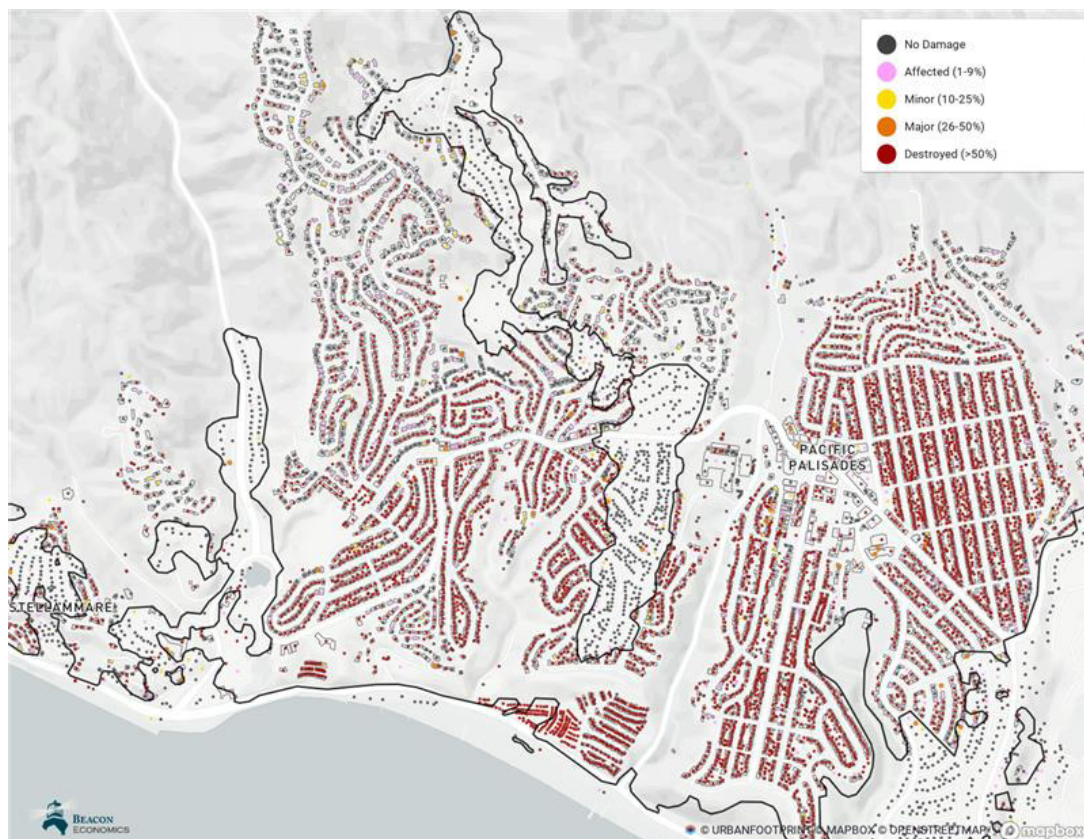 No Damage
Affected (1-9%)
Minor (10-25%)
Major (26-50%)
Destroyed (>50%)
PACIFIC
PALISADES
STELLAMMARE
BEACON
ECONOMICS
© URBANFOOTPRINT © MAPBOX © OPENSTREETMAP
mapbox